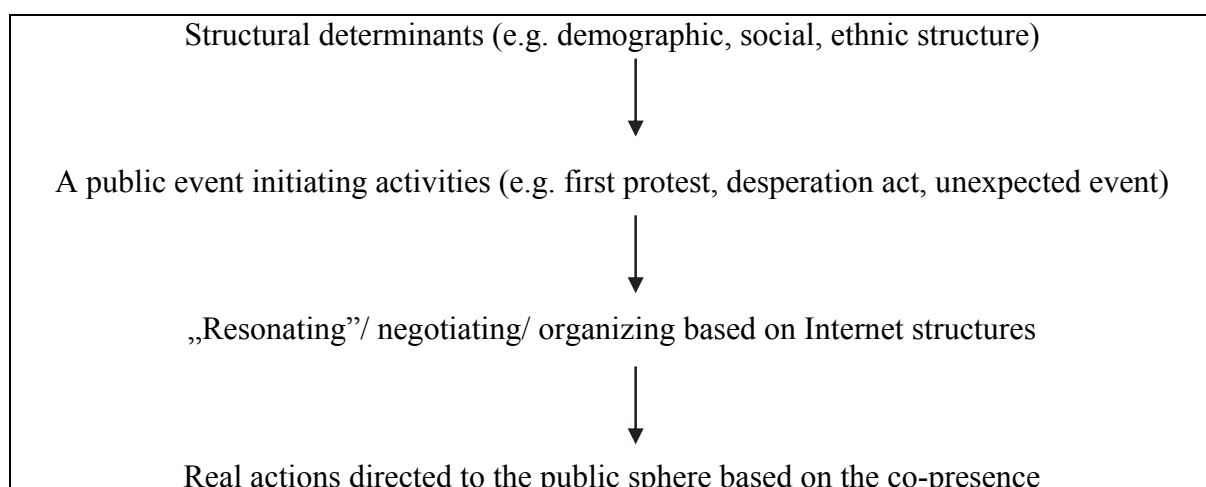 Structural determinants (e.g. demographic, social, ethnic structure)
A public event initiating activities (e.g. first protest, desperation act, unexpected event)
„Resonating”/ negotiating/ organizing based on Internet structures
Real actions directed to the public sphere based on the co-presence